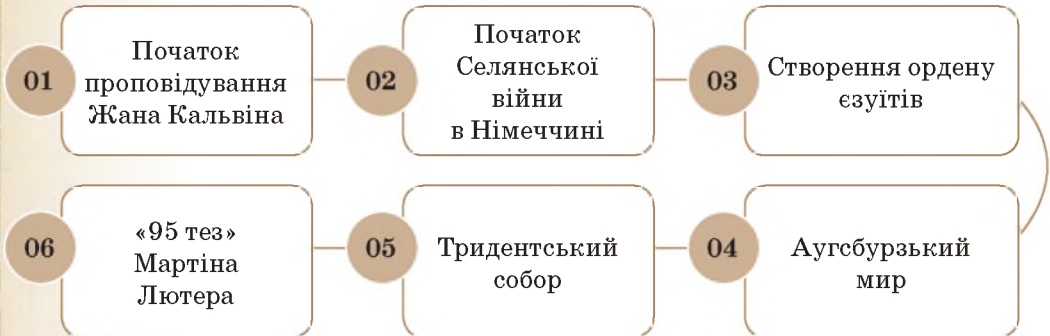 01
Початок
проповідування
Жана Кальвіна
02
Початок
Селянської
війни
в Німеччині
03
Створення ордену
єзуїтів
04
Аугсбурзький
мир
05
Тридентський
собор
06
«95 тез»
Мартіна
Лютера